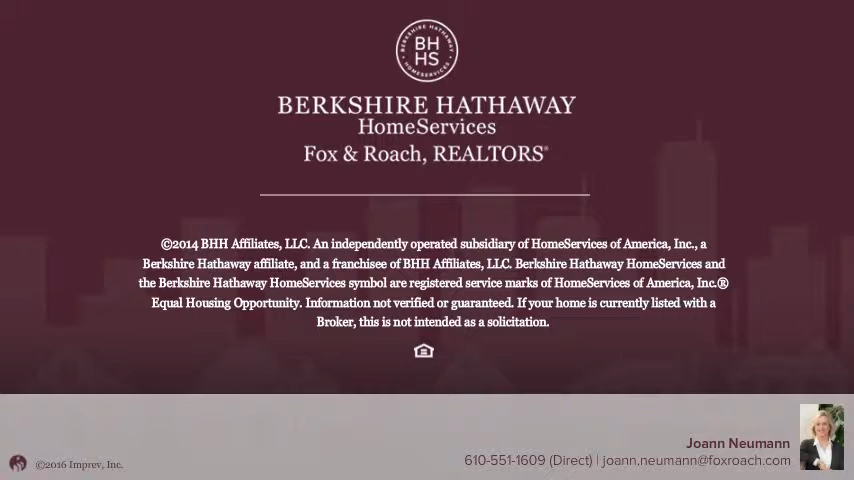 BERKSHIRE HATHAWAY
HOMESERVICES
BH
HS
BERKSHIRE HATHAWAY
HomeServices
Fox & Roach, REALTORS®
©2014 BHH Affiliates, LLC. An independently operated subsidiary of HomeServices of America, Inc., a
Berkshire Hathaway affiliate, and a franchisee of BHH Affiliates, LLC. Berkshire Hathaway HomeServices and
the Berkshire Hathaway HomeServices symbol are registered service marks of HomeServices of America, Inc.®
Equal Housing Opportunity. Information not verified or guaranteed. If your home is currently listed with a
Broker, this is not intended as a solicitation.
Joann Neumann
610-551-1609 (Direct) | joann.neumann@foxroach.com
©2016 Imprev, Inc.